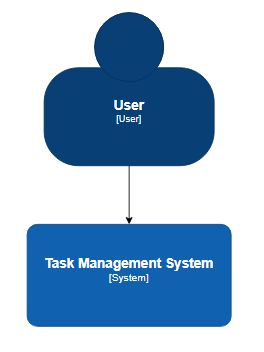 User
[User]
Task Management System
[System]